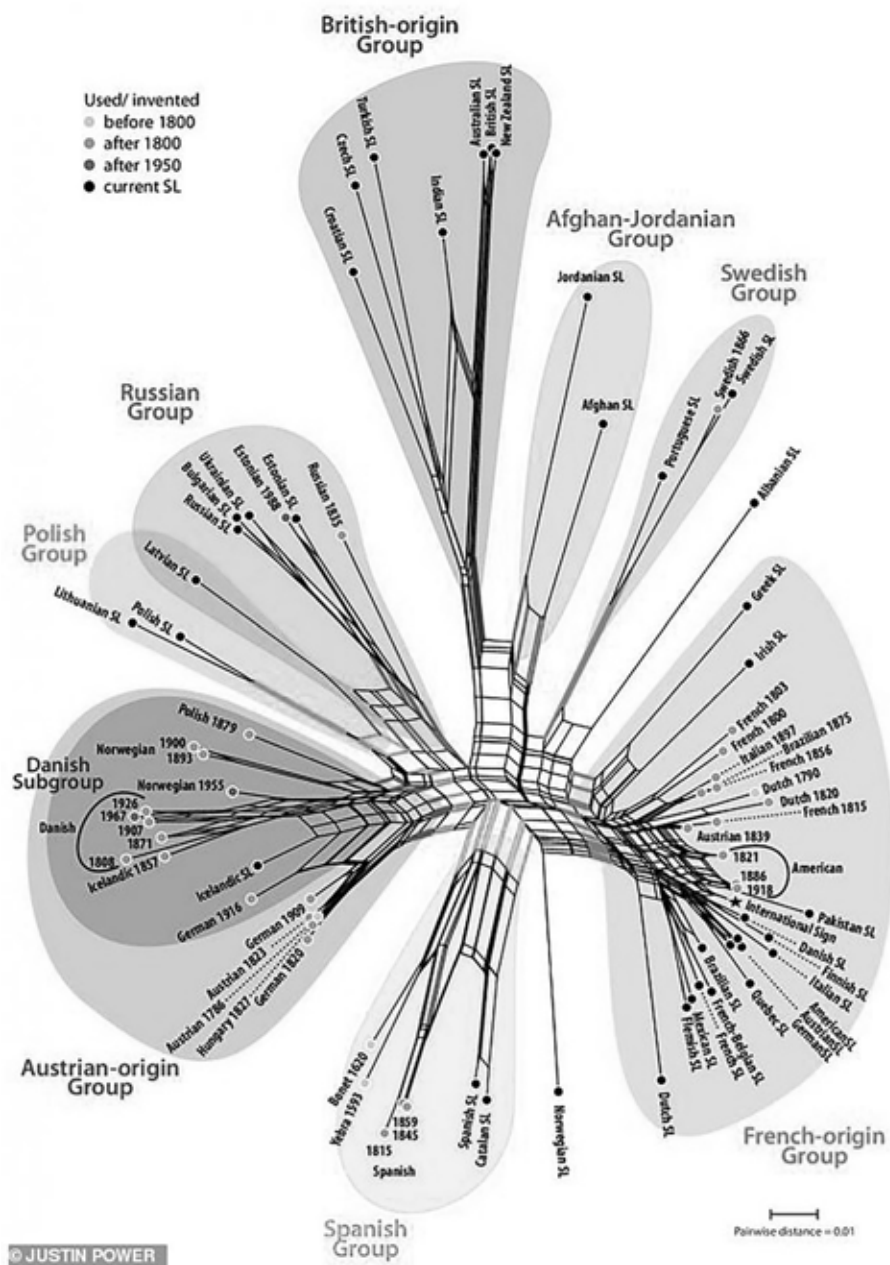 British-origin
Group
Used/ invented
before 1800
after 1800
after 1950
current SL
Turkish SL
Czech SL
Croatian SL
Indian SL
Australian SL
British SL
New Zealand SL
Afghan-Jordanian
Group
Jordanian SL
Afghan SL
Swedish
Group
Portuguese SL
Swedish 1866
Swedish SL
Albanian SL
Russian
Group
Ukrainian SL
Bulgarian SL
Russian SL
Estonian 1988
Estonian SL
Russian 1835
Polish
Group
Latvian SL
Lithuanian SL
Polish SL
Greek SL
Irish SL
French 1803
French 1800
Italian 1897
Brazilian 1875
French 1856
Dutch 1790
Dutch 1820
French 1815
Austrian 1839
1821
American
1886
1918
International Sign
Pakistan SL
Danish SL
Finnish SL
Italian SL
American SL
Austrian SL
German SL
Quebec SL
Brazilian SL
French-Belgian SL
French SL
Mexican SL
Flemish SL
Dutch SL
French-origin
Group
Polish 1879
Norwegian
1900
1893
Danish
Subgroup
Norwegian 1955
1926
1967
Danish
1907
1871
1808
Icelandic 1857
Icelandic SL
German 1916
German 1909
Austrian 1823
Austrian 1786
Hungary 1827
German 1820
Austrian-origin
Group
Bonet 1620
Yebra 1593
1859
1845
1815
Spanish
Spanish SL
Catalan SL
Norwegian SL
Spanish
Group
Pairwise distance = 0.01
© JUSTIN POWER